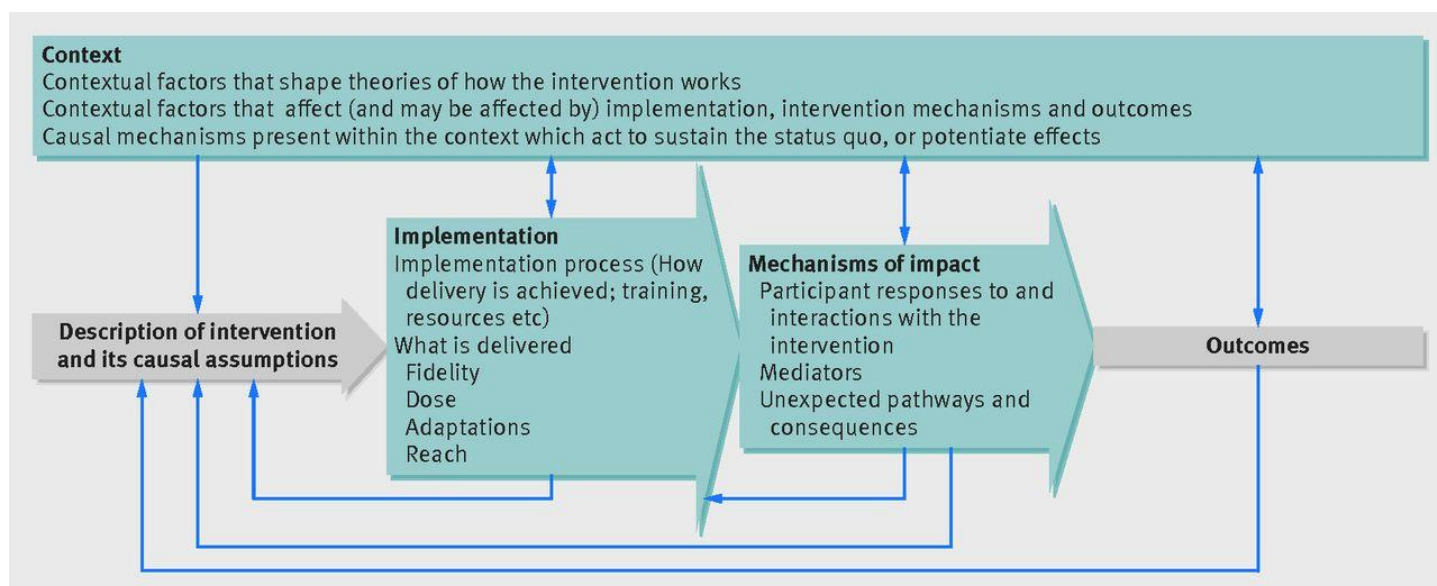 Context
Contextual factors that shape theories of how the intervention works
Contextual factors that affect (and may be affected by) implementation, intervention mechanisms and outcomes
Causal mechanisms present within the context which act to sustain the status quo, or potentiate effects
Description of intervention
and its causal assumptions
Implementation
Implementation process (How
delivery is achieved; training,
resources etc)
What is delivered
Fidelity
Dose
Adaptations
Reach
Mechanisms of impact
Participant responses to and
interactions with the
intervention
Mediators
Unexpected pathways and
consequences
Outcomes